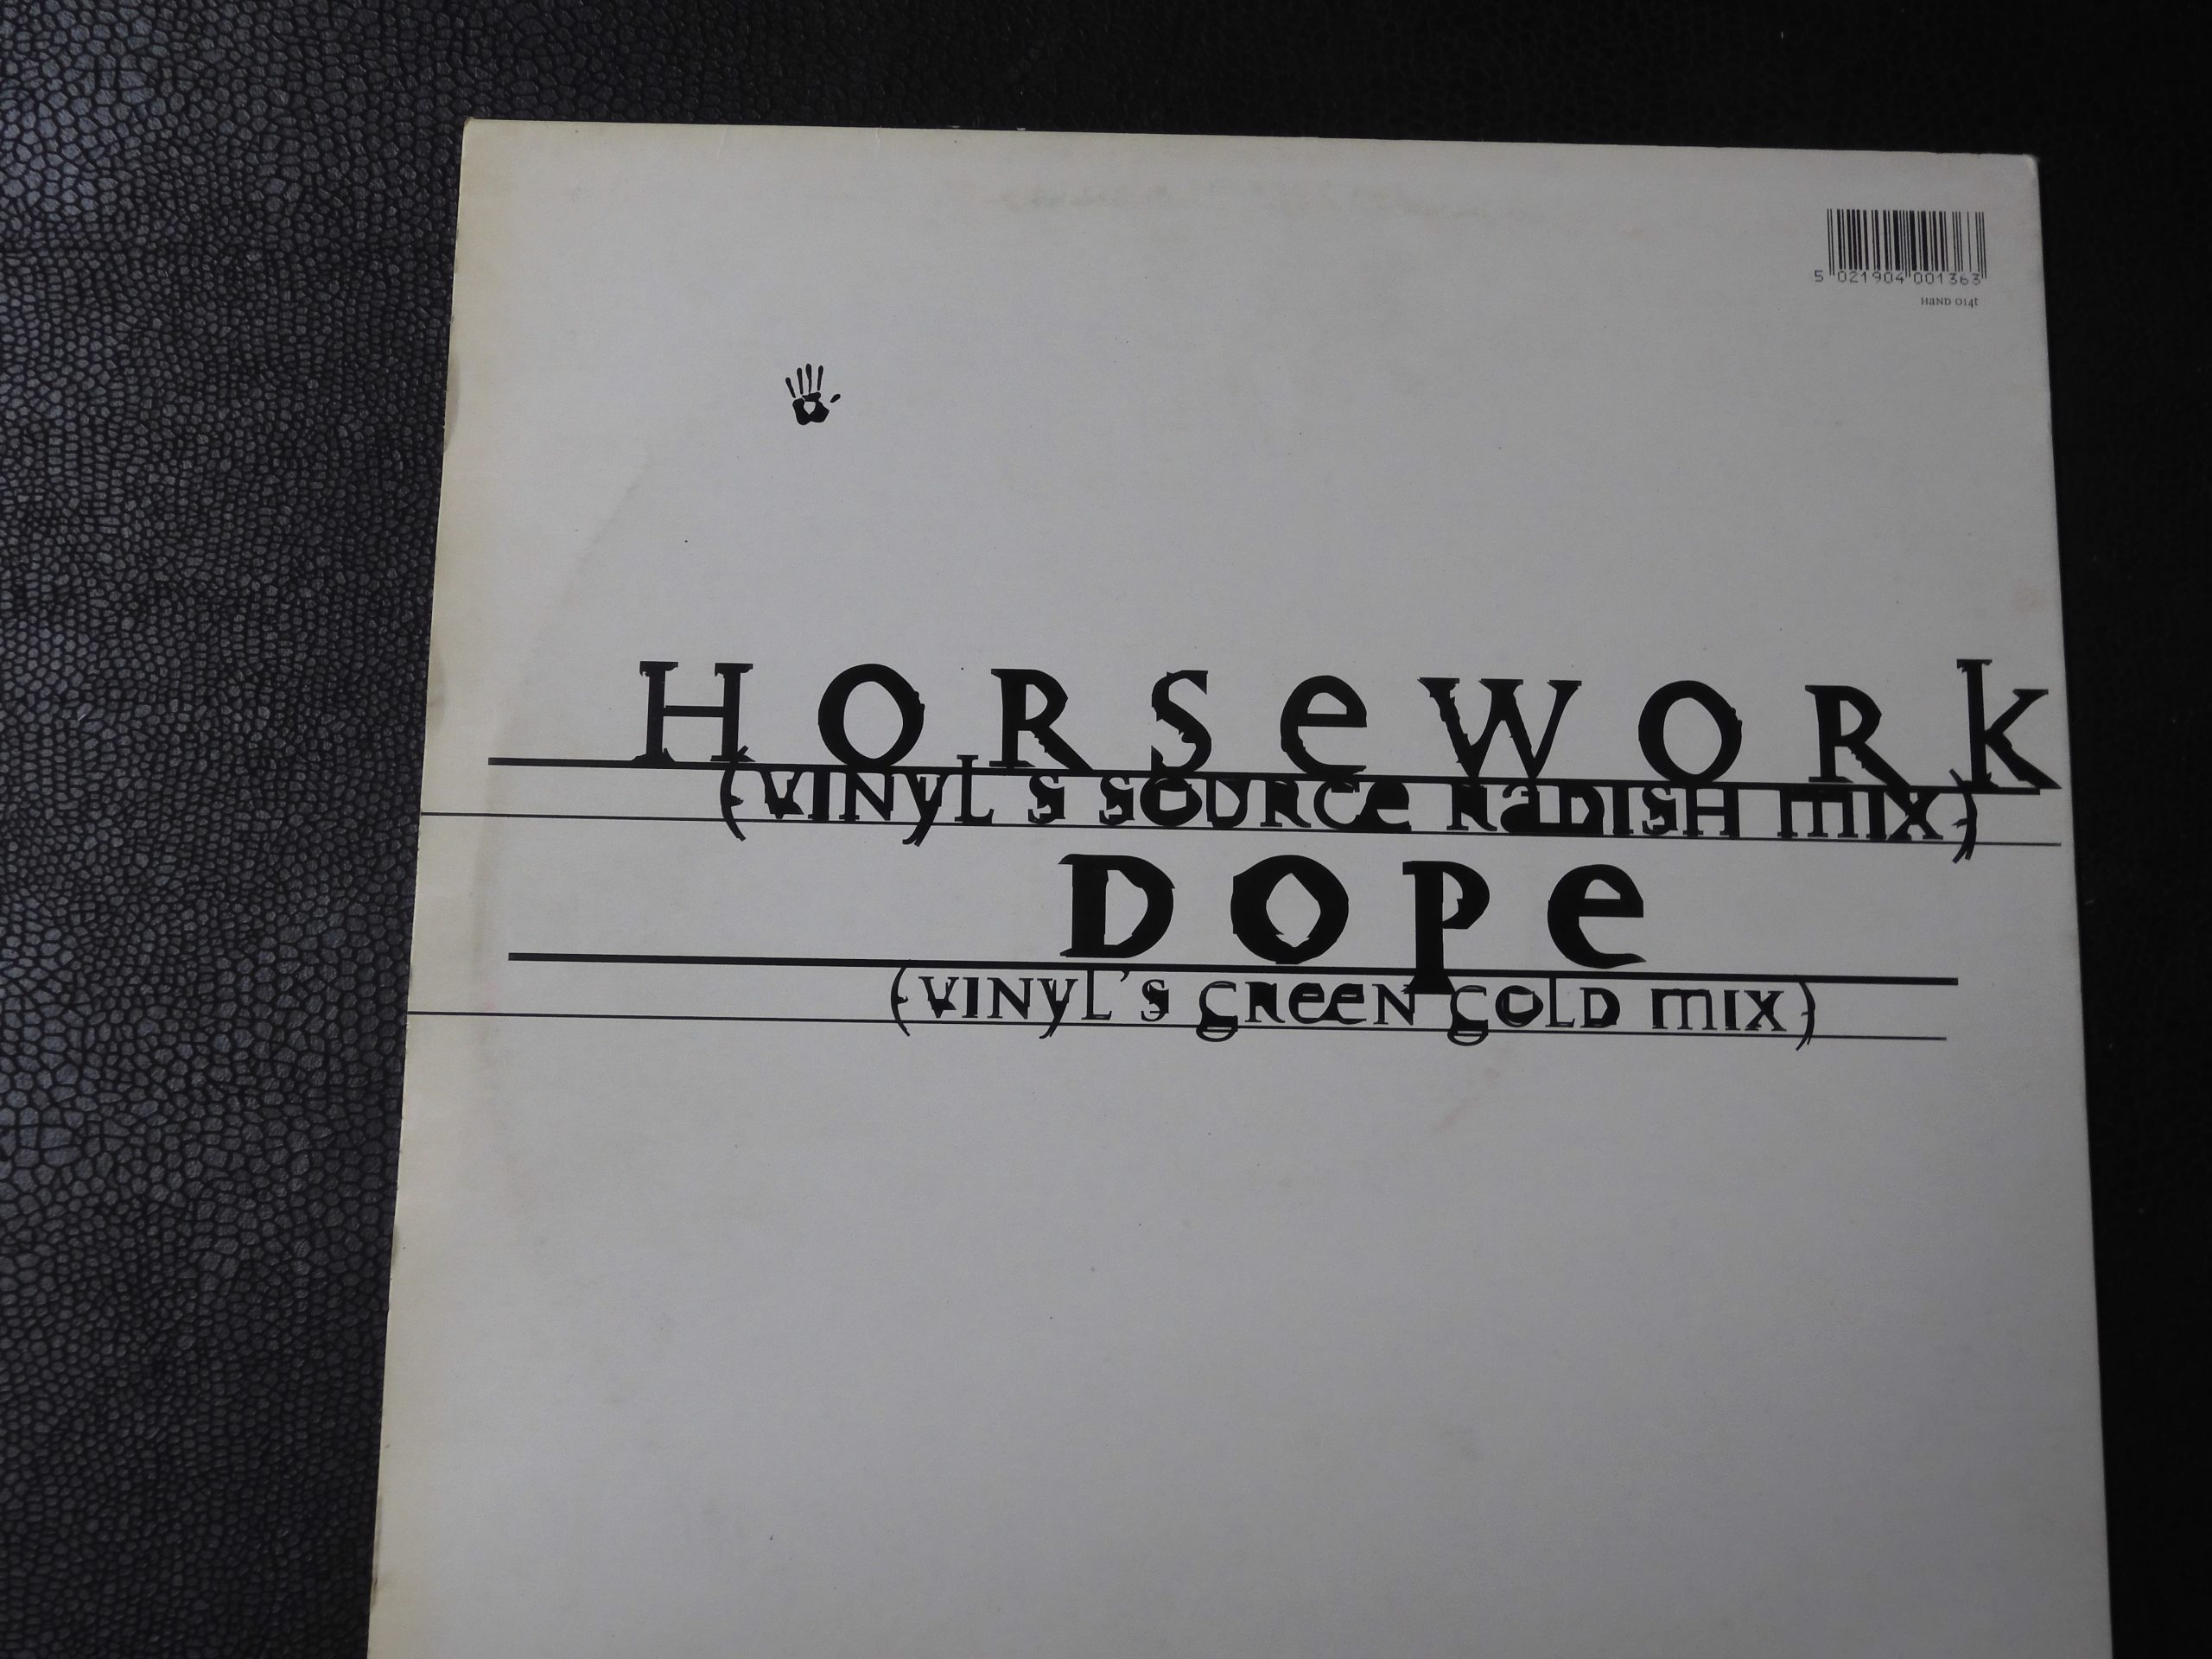 5 021904 001363
HAND 014t
HORSeWORk
(VINyL'S SOURCe RaDISH mIX)
DOPe
(VINyL'S GReeN GOLD mIX)